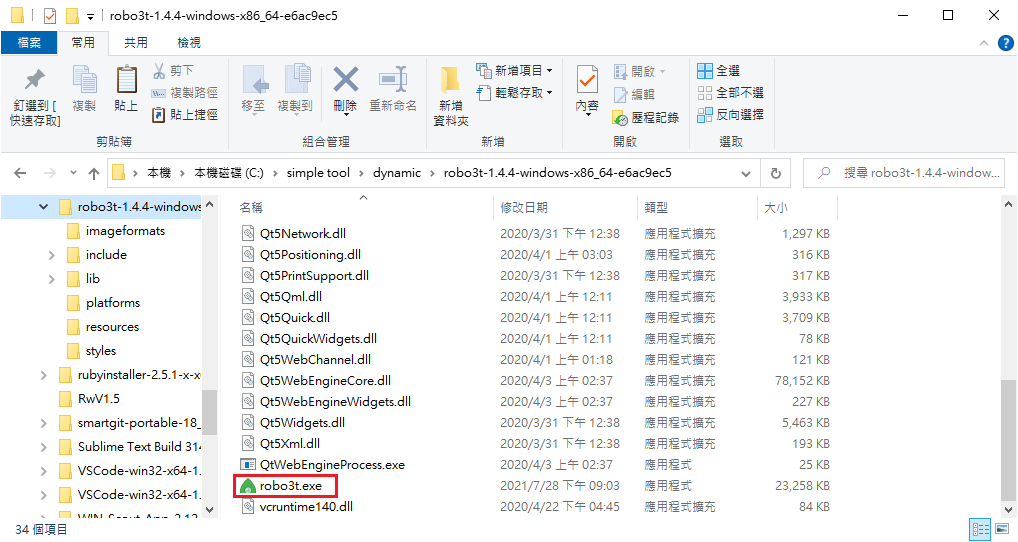 robo3t-1.4.4-windows-x86_64-e6ac9ec5
檔案 常用 共用 檢視
釘選到 [快速存取]
複製
貼上
剪下
複製路徑
貼上捷徑
剪貼簿
移至
複製到
刪除
重新命名
組合管理
新增資料夾
新增項目
輕鬆存取
新增
內容
開啟
編輯
歷程記錄
開啟
全選
全部不選
反向選擇
選取
本機 > 本機磁碟 (C:) > simple tool > dynamic > robo3t-1.4.4-windows-x86_64-e6ac9ec5
搜尋 robo3t-1.4.4-window...
robo3t-1.4.4-windows
imageformats
include
lib
platforms
resources
styles
rubyinstaller-2.5.1-x-x
RwV1.5
smartgit-portable-18_
Sublime Text Build 314
VSCode-win32-x64-1.
VSCode-win32-x64-1.
名稱 修改日期 類型 大小
Qt5Network.dll 2020/3/31 下午 12:38 應用程式擴充 1,297 KB
Qt5Positioning.dll 2020/4/1 上午 03:03 應用程式擴充 316 KB
Qt5PrintSupport.dll 2020/3/31 下午 12:38 應用程式擴充 317 KB
Qt5Qml.dll 2020/4/1 上午 12:11 應用程式擴充 3,933 KB
Qt5Quick.dll 2020/4/1 上午 12:11 應用程式擴充 3,709 KB
Qt5QuickWidgets.dll 2020/4/1 上午 12:11 應用程式擴充 78 KB
Qt5WebChannel.dll 2020/4/1 上午 01:18 應用程式擴充 121 KB
Qt5WebEngineCore.dll 2020/4/3 上午 02:37 應用程式擴充 78,152 KB
Qt5WebEngineWidgets.dll 2020/4/3 上午 02:37 應用程式擴充 227 KB
Qt5Widgets.dll 2020/3/31 下午 12:38 應用程式擴充 5,463 KB
Qt5Xml.dll 2020/3/31 下午 12:38 應用程式擴充 193 KB
QtWebEngineProcess.exe 2020/4/3 上午 02:37 應用程式 25 KB
robo3t.exe 2021/7/28 下午 09:03 應用程式 23,258 KB
vcruntime140.dll 2020/4/22 下午 04:45 應用程式擴充 84 KB
34 個項目